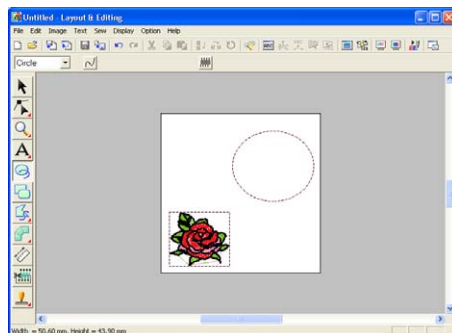 Untitled - Layout & Editing
File Edit Image Text Sew Display Option Help
Circle
Width = 50.60 mm, Height = 43.90 mm